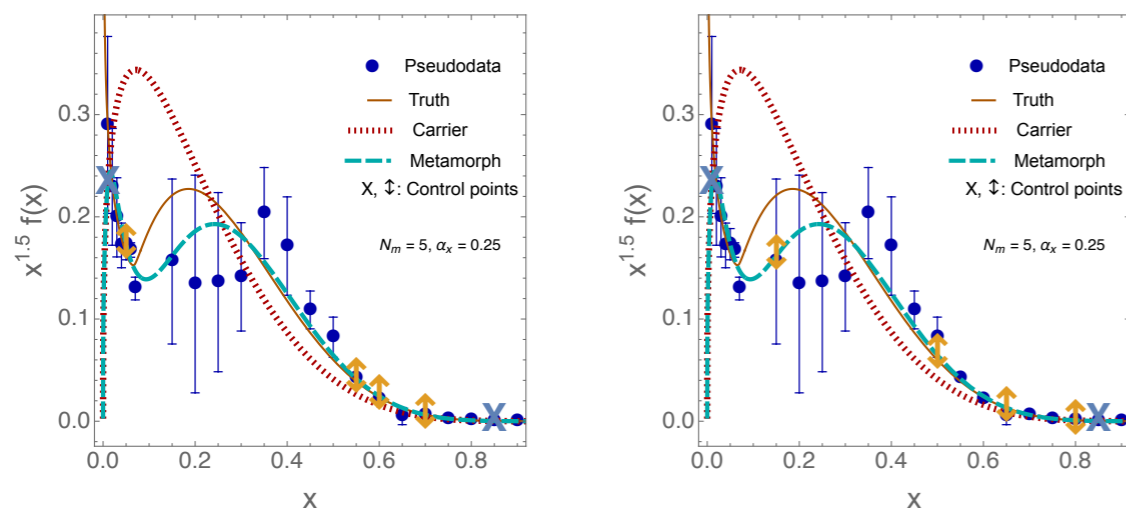 Pseudodata
Truth
Carrier
Metamorph
X, ↕: Control points
N_m = 5, α_x = 0.25
x^1.5 f(x)
0.3
0.2
0.1
0.0
0.0 0.2 0.4 0.6 0.8
x
X
X
Pseudodata
Truth
Carrier
Metamorph
X, ↕: Control points
N_m = 5, α_x = 0.25
x^1.5 f(x)
0.3
0.2
0.1
0.0
0.0 0.2 0.4 0.6 0.8
x
X
X